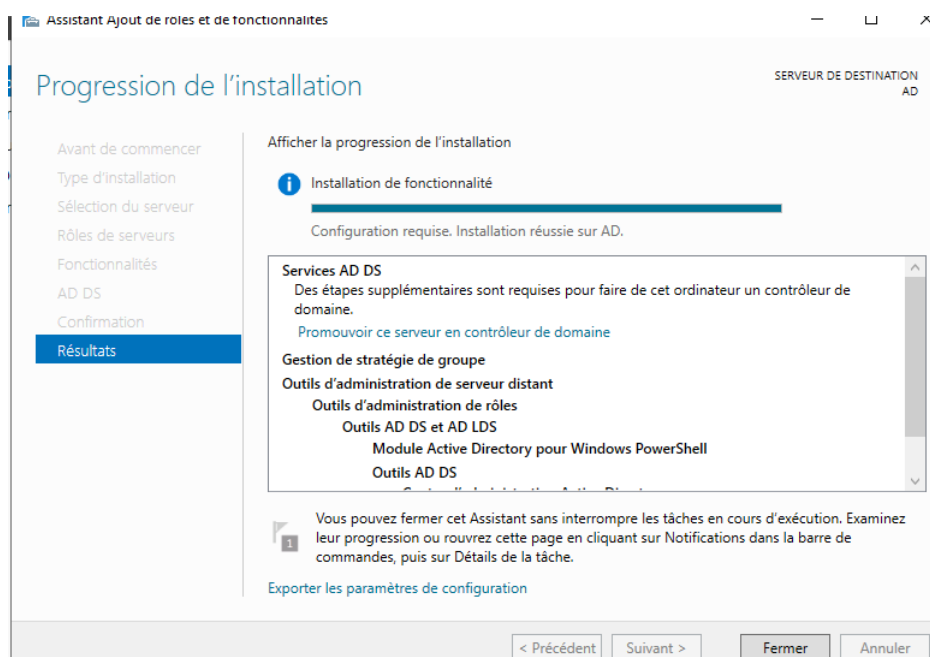 Assistant Ajout de rôles et de fonctionnalités
Progression de l'installation
SERVEUR DE DESTINATION
AD
Avant de commencer
Type d'installation
Sélection du serveur
Rôles de serveurs
Fonctionnalités
AD DS
Confirmation
Résultats
Afficher la progression de l'installation
Installation de fonctionnalité
Configuration requise. Installation réussie sur AD.
Services AD DS
Des étapes supplémentaires sont requises pour faire de cet ordinateur un contrôleur de
domaine.
Promouvoir ce serveur en contrôleur de domaine
Gestion de stratégie de groupe
Outils d'administration de serveur distant
Outils d'administration de rôles
Outils AD DS et AD LDS
Module Active Directory pour Windows PowerShell
Outils AD DS
1
Vous pouvez fermer cet Assistant sans interrompre les tâches en cours d'exécution. Examinez
leur progression ou rouvrez cette page en cliquant sur Notifications dans la barre de
commandes, puis sur Détails de la tâche.
Exporter les paramètres de configuration
< Précédent
Suivant >
Fermer
Annuler